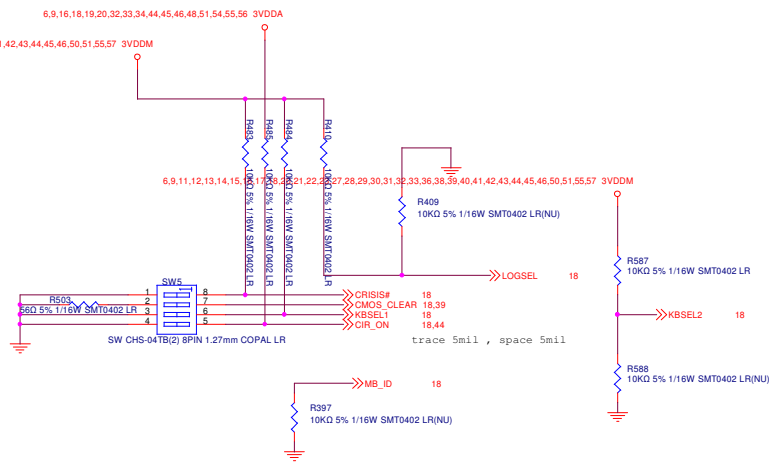 6,9,16,18,19,20,32,33,34,44,45,46,48,51,54,55,56 3VDDA
,42,43,44,45,46,50,51,55,57 3VDDM
R483
10KΩ 5% 1/16W SMT0402 LR
R485
10KΩ 5% 1/16W SMT0402 LR
R484
10KΩ 5% 1/16W SMT0402 LR
R410
10KΩ 5% 1/16W SMT0402 LR
3VDDM
R409
10KΩ 5% 1/16W SMT0402 LR(NU)
R587
10KΩ 5% 1/16W SMT0402 LR
LOGSEL 18
SW5
1 8
2 7
3 6
4 5
R503
56Ω 5% 1/16W SMT0402 LR
CRISIS# 18
CMOS_CLEAR 18,39
KBSEL1 18
CIR_ON 18,44
KBSEL2 18
SW CHS-04TB(2) 8PIN 1.27mm COPAL LR
trace 5mil , space 5mil
R588
10KΩ 5% 1/16W SMT0402 LR(NU)
MB_ID 18
R397
10KΩ 5% 1/16W SMT0402 LR(NU)